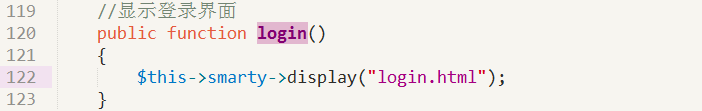 119 //显示登录界面
120 public function login()
121 {
122 $this->smarty->display("login.html");
123 }